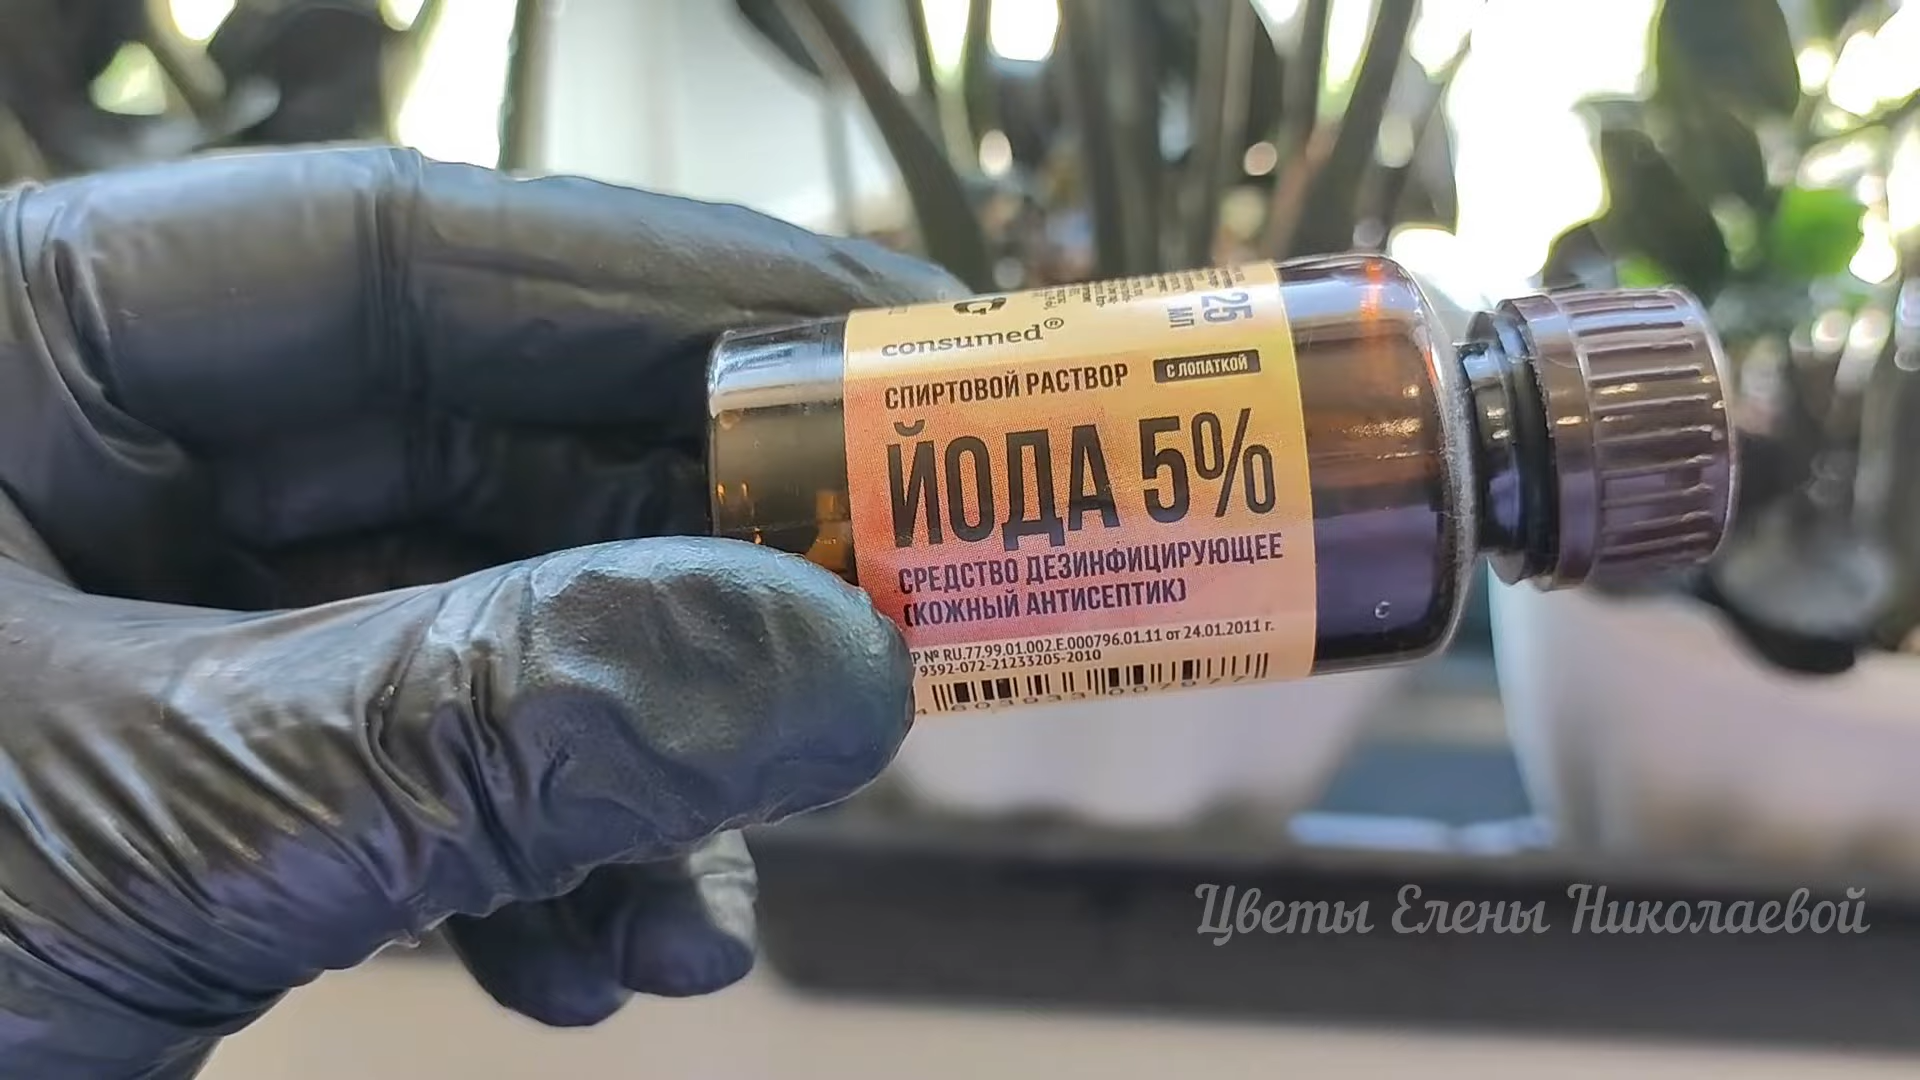 25 мл
consumed®
СПИРТОВОЙ РАСТВОР С ЛОПАТКОЙ
ЙОДА 5%
СРЕДСТВО ДЕЗИНФИЦИРУЮЩЕЕ
(КОЖНЫЙ АНТИСЕПТИК)
Р № RU.77.99.01.002.Е.000796.01.11 от 24.01.2011 г.
9392-072-21233205-2010
Цветы Елены Николаевой